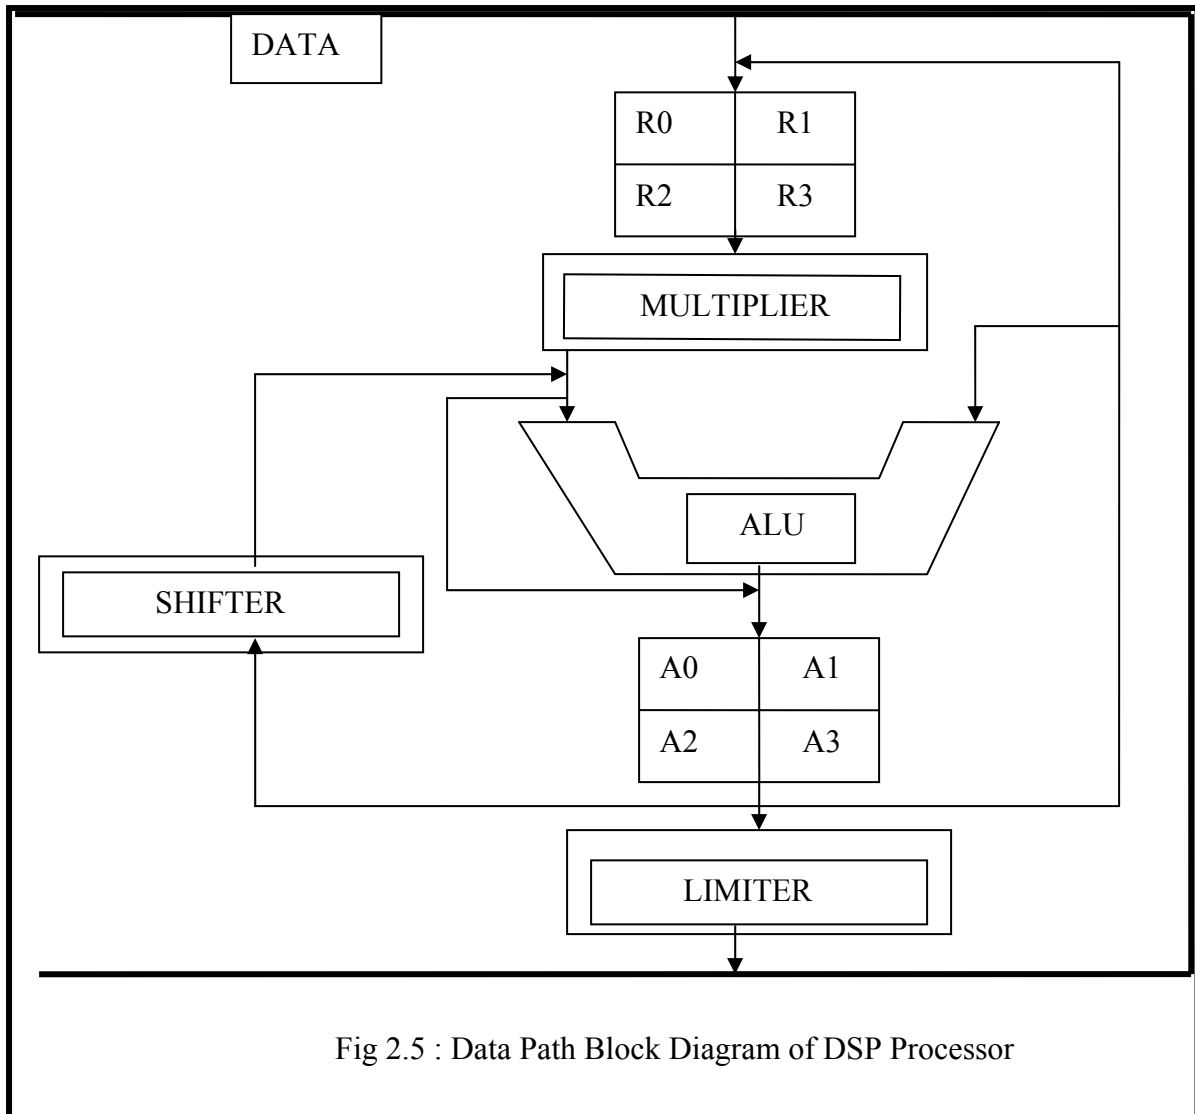 DATA
R0 R1
R2 R3
MULTIPLIER
ALU
SHIFTER
A0 A1
A2 A3
LIMITER
Fig 2.5 : Data Path Block Diagram of DSP Processor